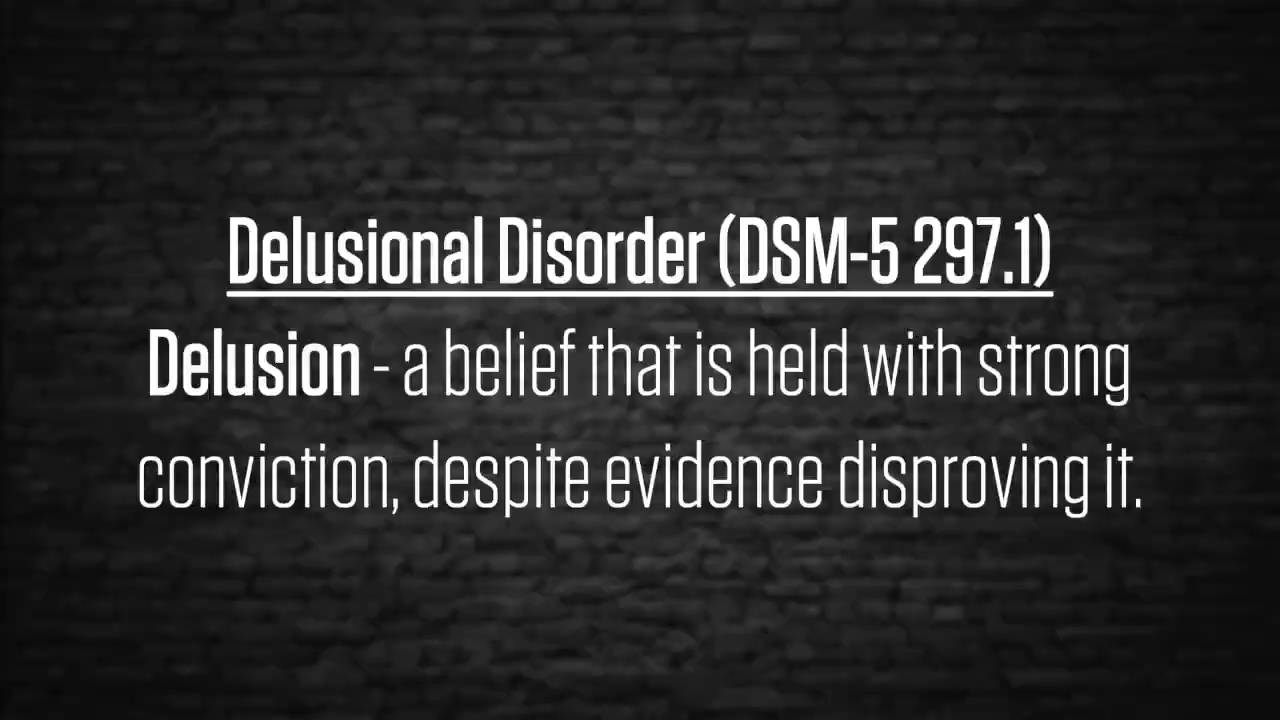 Delusional Disorder (DSM-5 297.1)
Delusion - a belief that is held with strong
conviction, despite evidence disproving it.